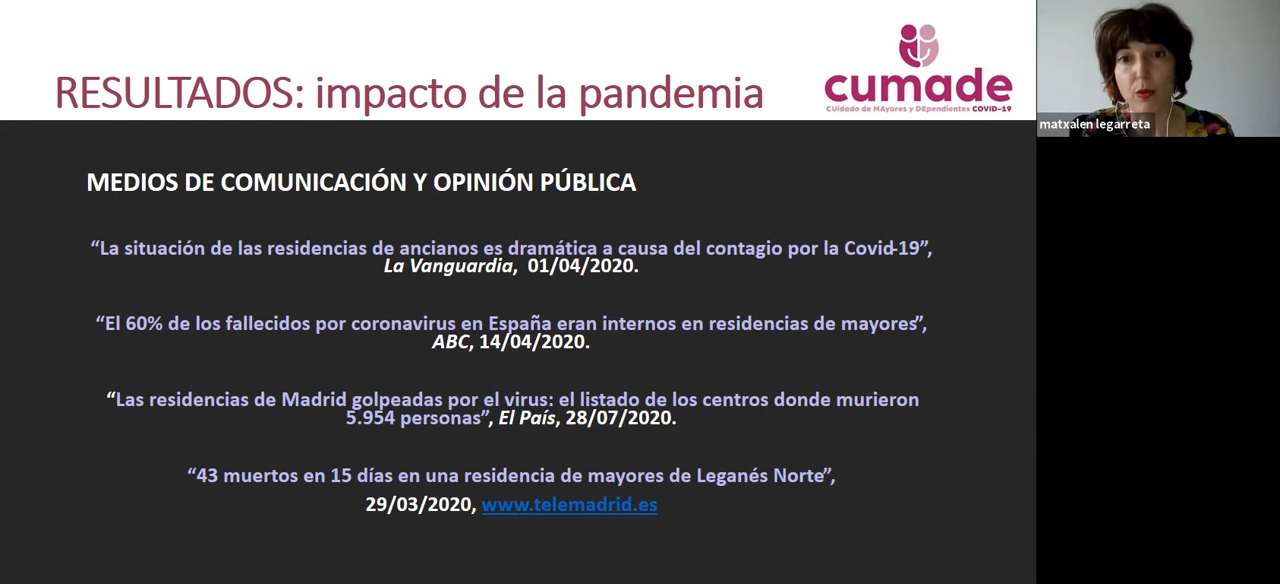 RESULTADOS: impacto de la pandemia
cumade
CUidado de MAyores y DEpendientes COVID-19
matxalen legarreta
MEDIOS DE COMUNICACIÓN Y OPINIÓN PÚBLICA
“La situación de las residencias de ancianos es dramática a causa del contagio por la Covid-19”,
La Vanguardia, 01/04/2020.
“El 60% de los fallecidos por coronavirus en España eran internos en residencias de mayores”,
ABC, 14/04/2020.
“Las residencias de Madrid golpeadas por el virus: el listado de los centros donde murieron
5.954 personas”, El País, 28/07/2020.
“43 muertos en 15 días en una residencia de mayores de Leganés Norte”,
29/03/2020, www.telemadrid.es